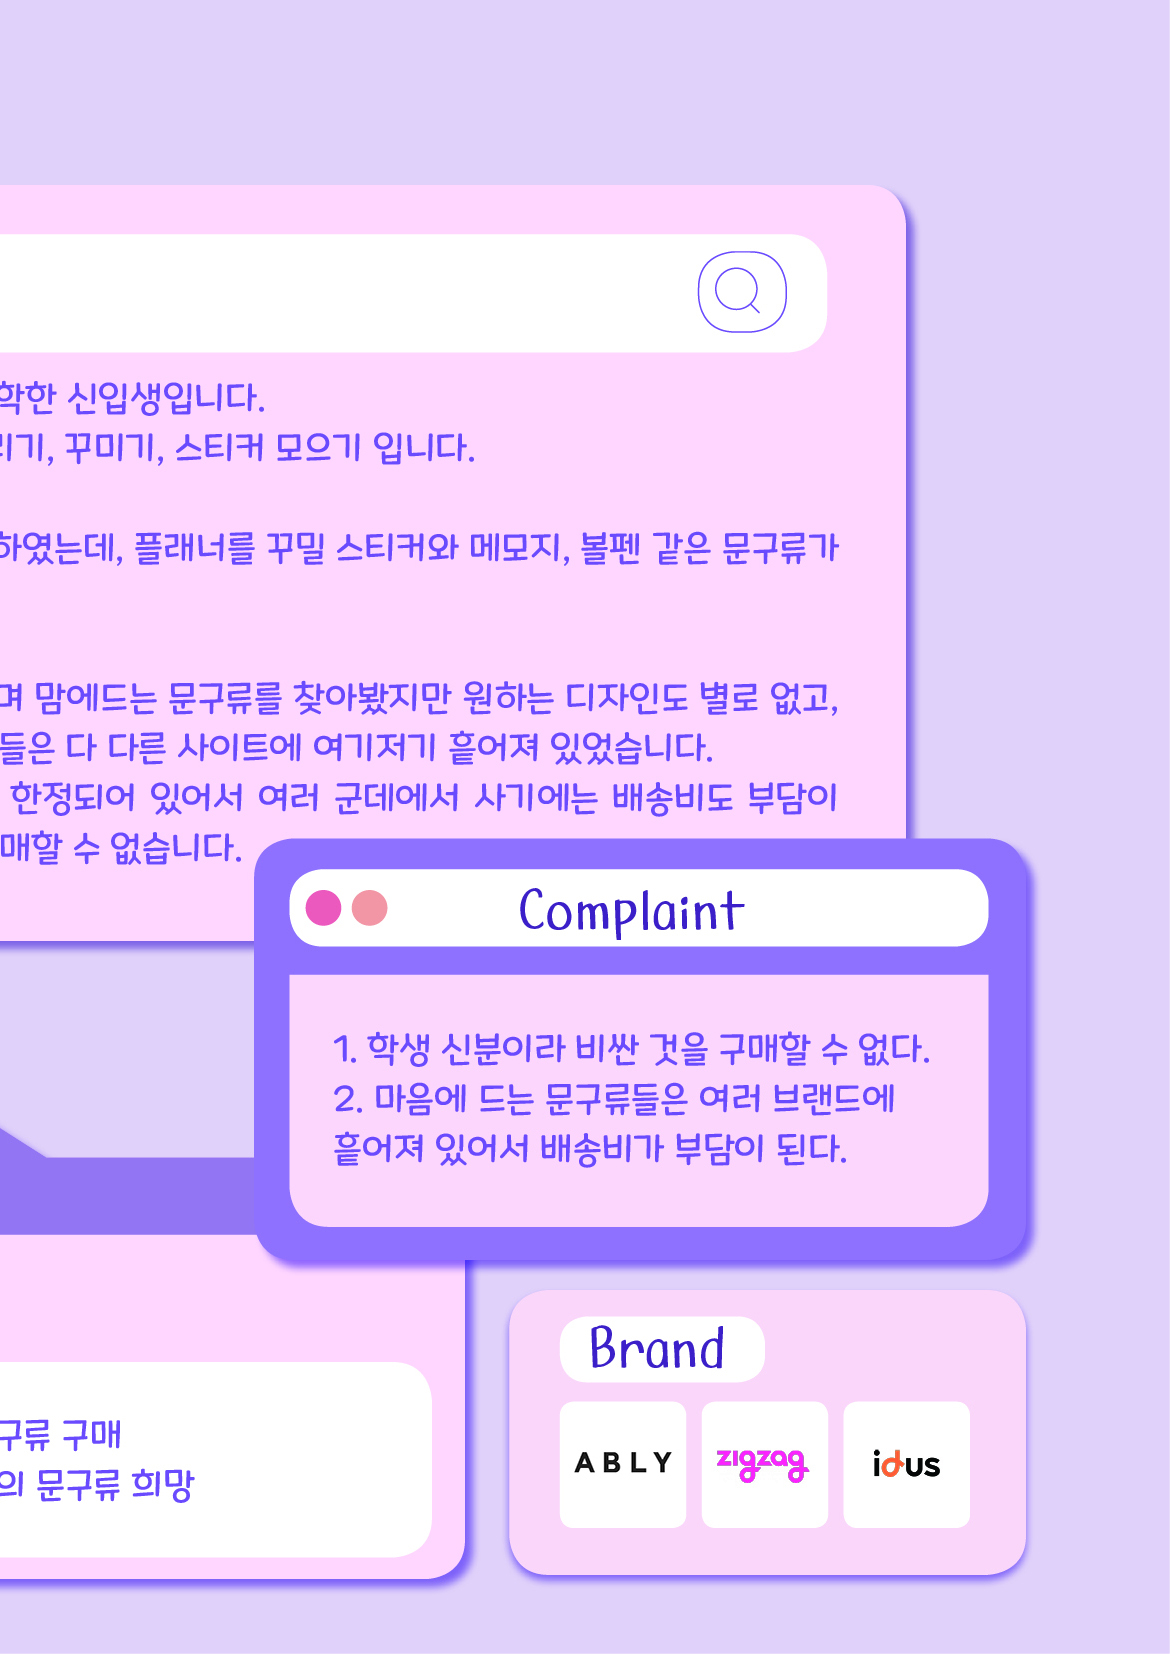 학한 신입생입니다.
리기, 꾸미기, 스티커 모으기 입니다.
하였는데, 플래너를 꾸밀 스티커와 메모지, 볼펜 같은 문구류가
며 맘에드는 문구류를 찾아봤지만 원하는 디자인도 별로 없고,
들은 다 다른 사이트에 여기저기 흩어져 있었습니다.
한정되어 있어서 여러 군데에서 사기에는 배송비도 부담이
매할 수 없습니다.
Complaint
1. 학생 신분이라 비싼 것을 구매할 수 없다.
2. 마음에 드는 문구류들은 여러 브랜드에
흩어져 있어서 배송비가 부담이 된다.
구류 구매
의 문구류 희망
Brand
ABLY
zigzag
idus